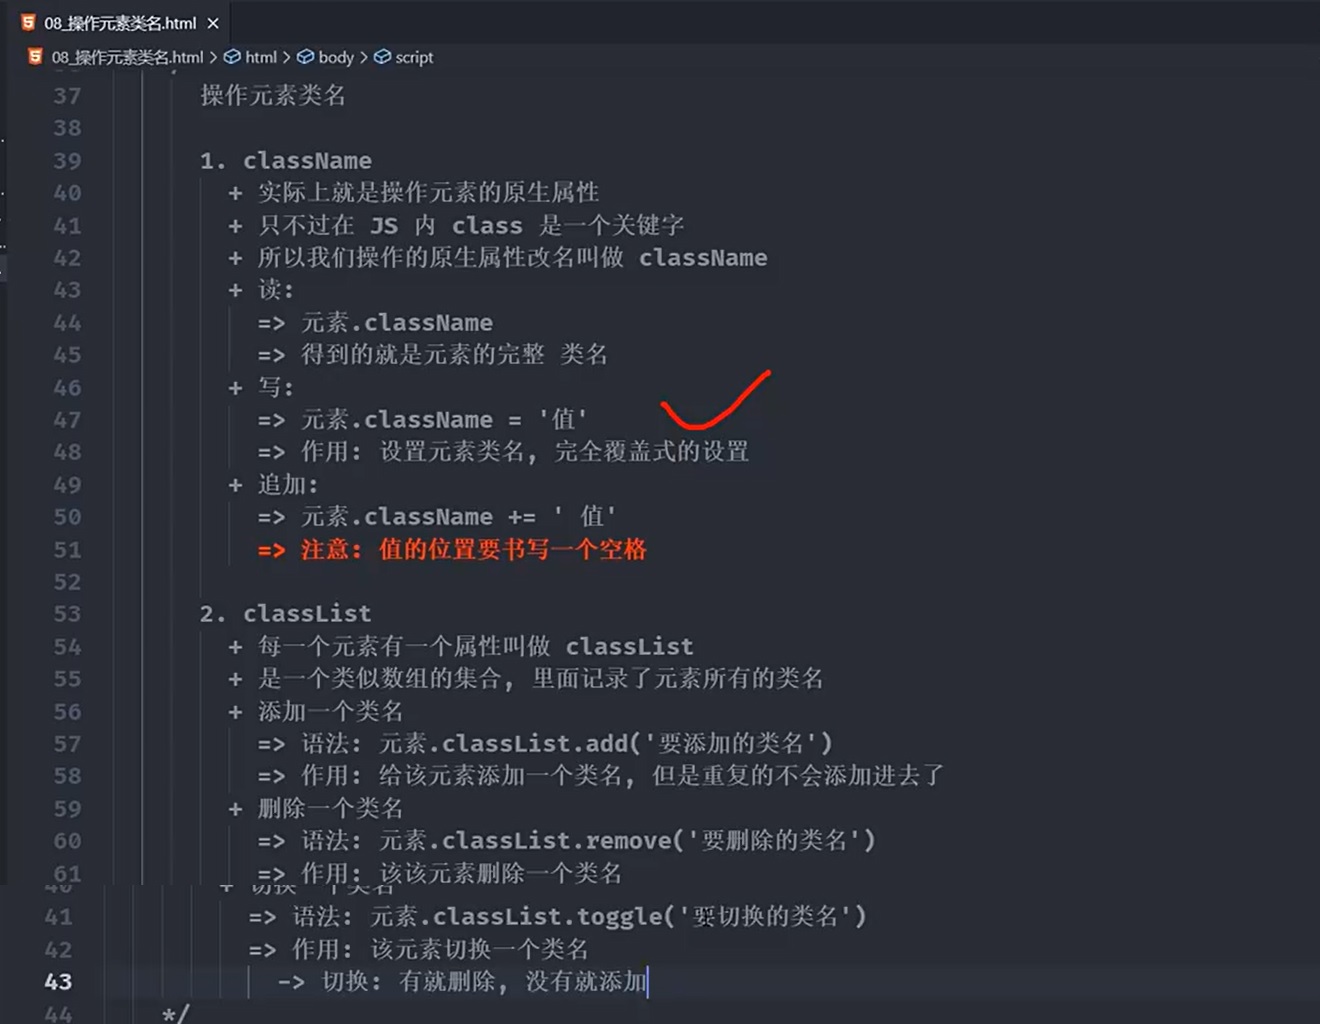 08_操作元素类名.html ×
08_操作元素类名.html > html > body > script
37 操作元素类名
38
39 1. className
40 + 实际上就是操作元素的原生属性
41 + 只不过在 JS 内 class 是一个关键字
42 + 所以我们操作的原生属性改名叫做 className
43 + 读:
44 => 元素.className
45 => 得到的就是元素的完整 类名
46 + 写:
47 => 元素.className = '值'
48 => 作用: 设置元素类名, 完全覆盖式的设置
49 + 追加:
50 => 元素.className += ' 值'
51 => 注意: 值的位置要书写一个空格
52
53 2. classList
54 + 每一个元素有一个属性叫做 classList
55 + 是一个类似数组的集合, 里面记录了元素所有的类名
56 + 添加一个类名
57 => 语法: 元素.classList.add('要添加的类名')
58 => 作用: 给该元素添加一个类名, 但是重复的不会添加进去了
59 + 删除一个类名
60 => 语法: 元素.classList.remove('要删除的类名')
61 => 作用: 该该元素删除一个类名
40 + 切换一个类名
41 => 语法: 元素.classList.toggle('要切换的类名')
42 => 作用: 该元素切换一个类名
43 -> 切换: 有就删除, 没有就添加
44 */